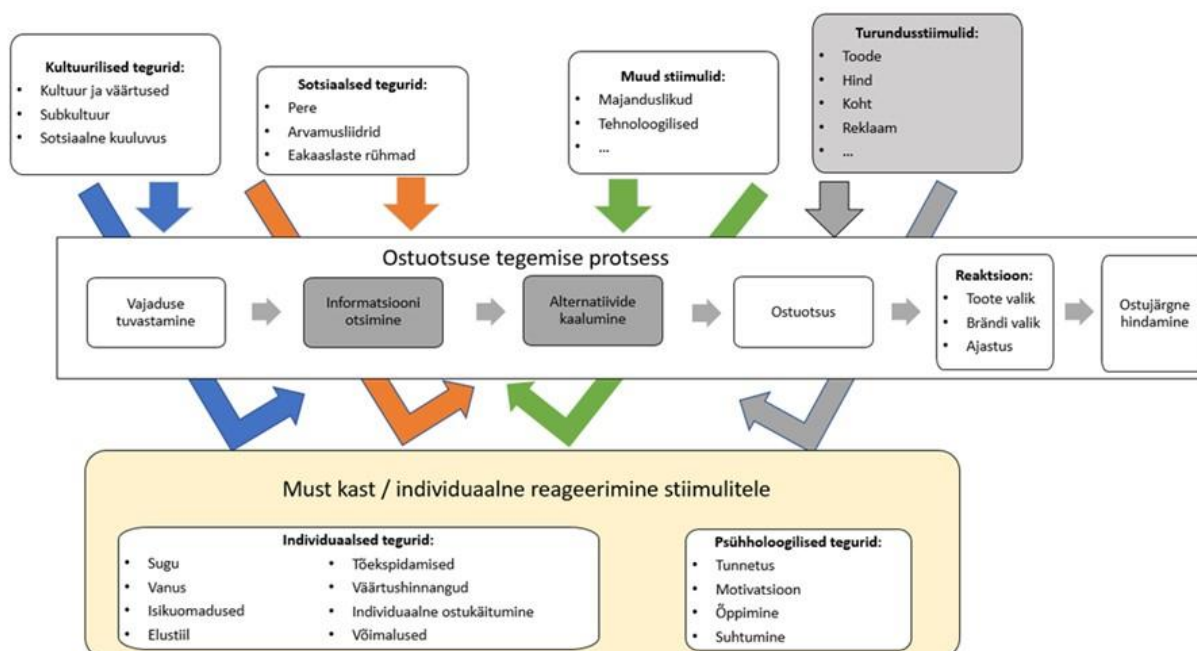 Kultuurilised tegurid:
• Kultuur ja väärtused
• Subkultuur
• Sotsiaalne kuuluvus
Sotsiaalsed tegurid:
• Pere
• Arvamusliidrid
• Eakaaslaste rühmad
Muud stiimulid:
• Majanduslikud
• Tehnoloogilised
• ...
Turundusstiimulid:
• Toode
• Hind
• Koht
• Reklaam
• ...
Ostuotsuse tegemise protsess
Vajaduse
tuvastamine
Informatsiooni
otsimine
Alternatiivide
kaalumine
Ostuotsus
Reaktsioon:
• Toote valik
• Brändi valik
• Ajastus
Ostujärgne
hindamine
Must kast / individuaalne reageerimine stiimulitele
Individuaalsed tegurid:
• Sugu
• Vanus
• Isikuomadused
• Elustiil
• Tõekspidamised
• Väärtushinnangud
• Individuaalne ostukäitumine
• Võimalused
Psühholoogilised tegurid:
• Tunnetus
• Motivatsioon
• Õppimine
• Suhtumine